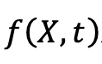 f(X, t).